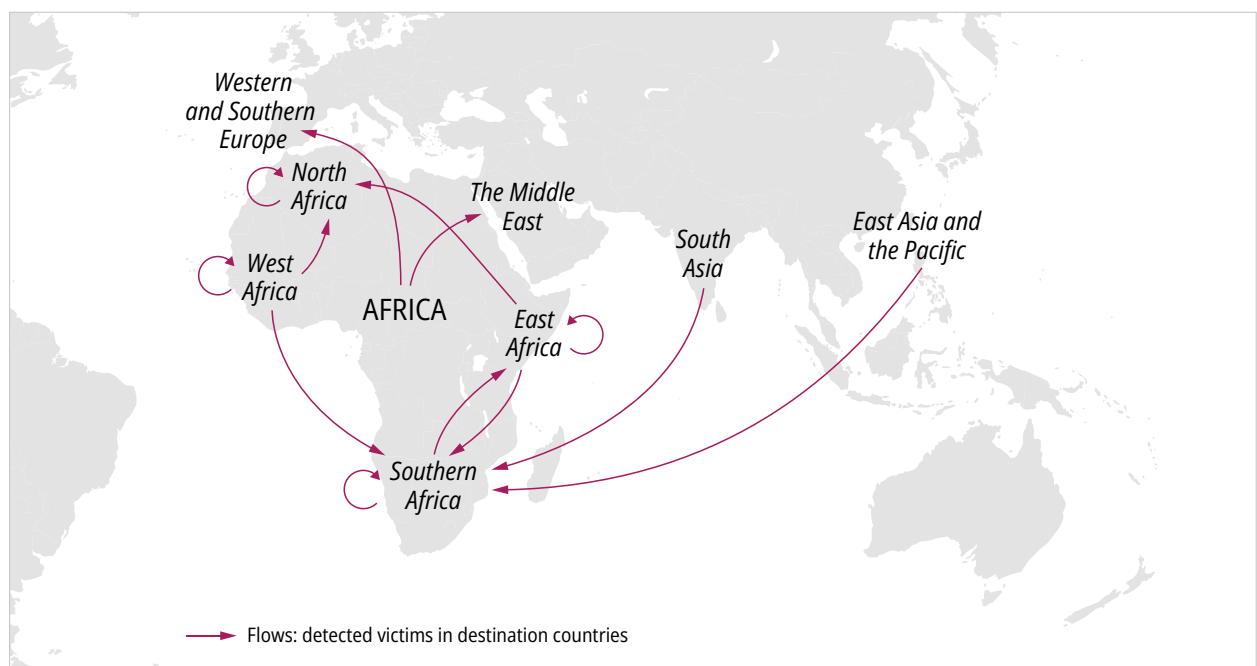 Western
and Southern
Europe
North
Africa
The Middle
East
East Asia and
the Pacific
South
Asia
West
Africa
AFRICA
East
Africa
Southern
Africa
Flows: detected victims in destination countries